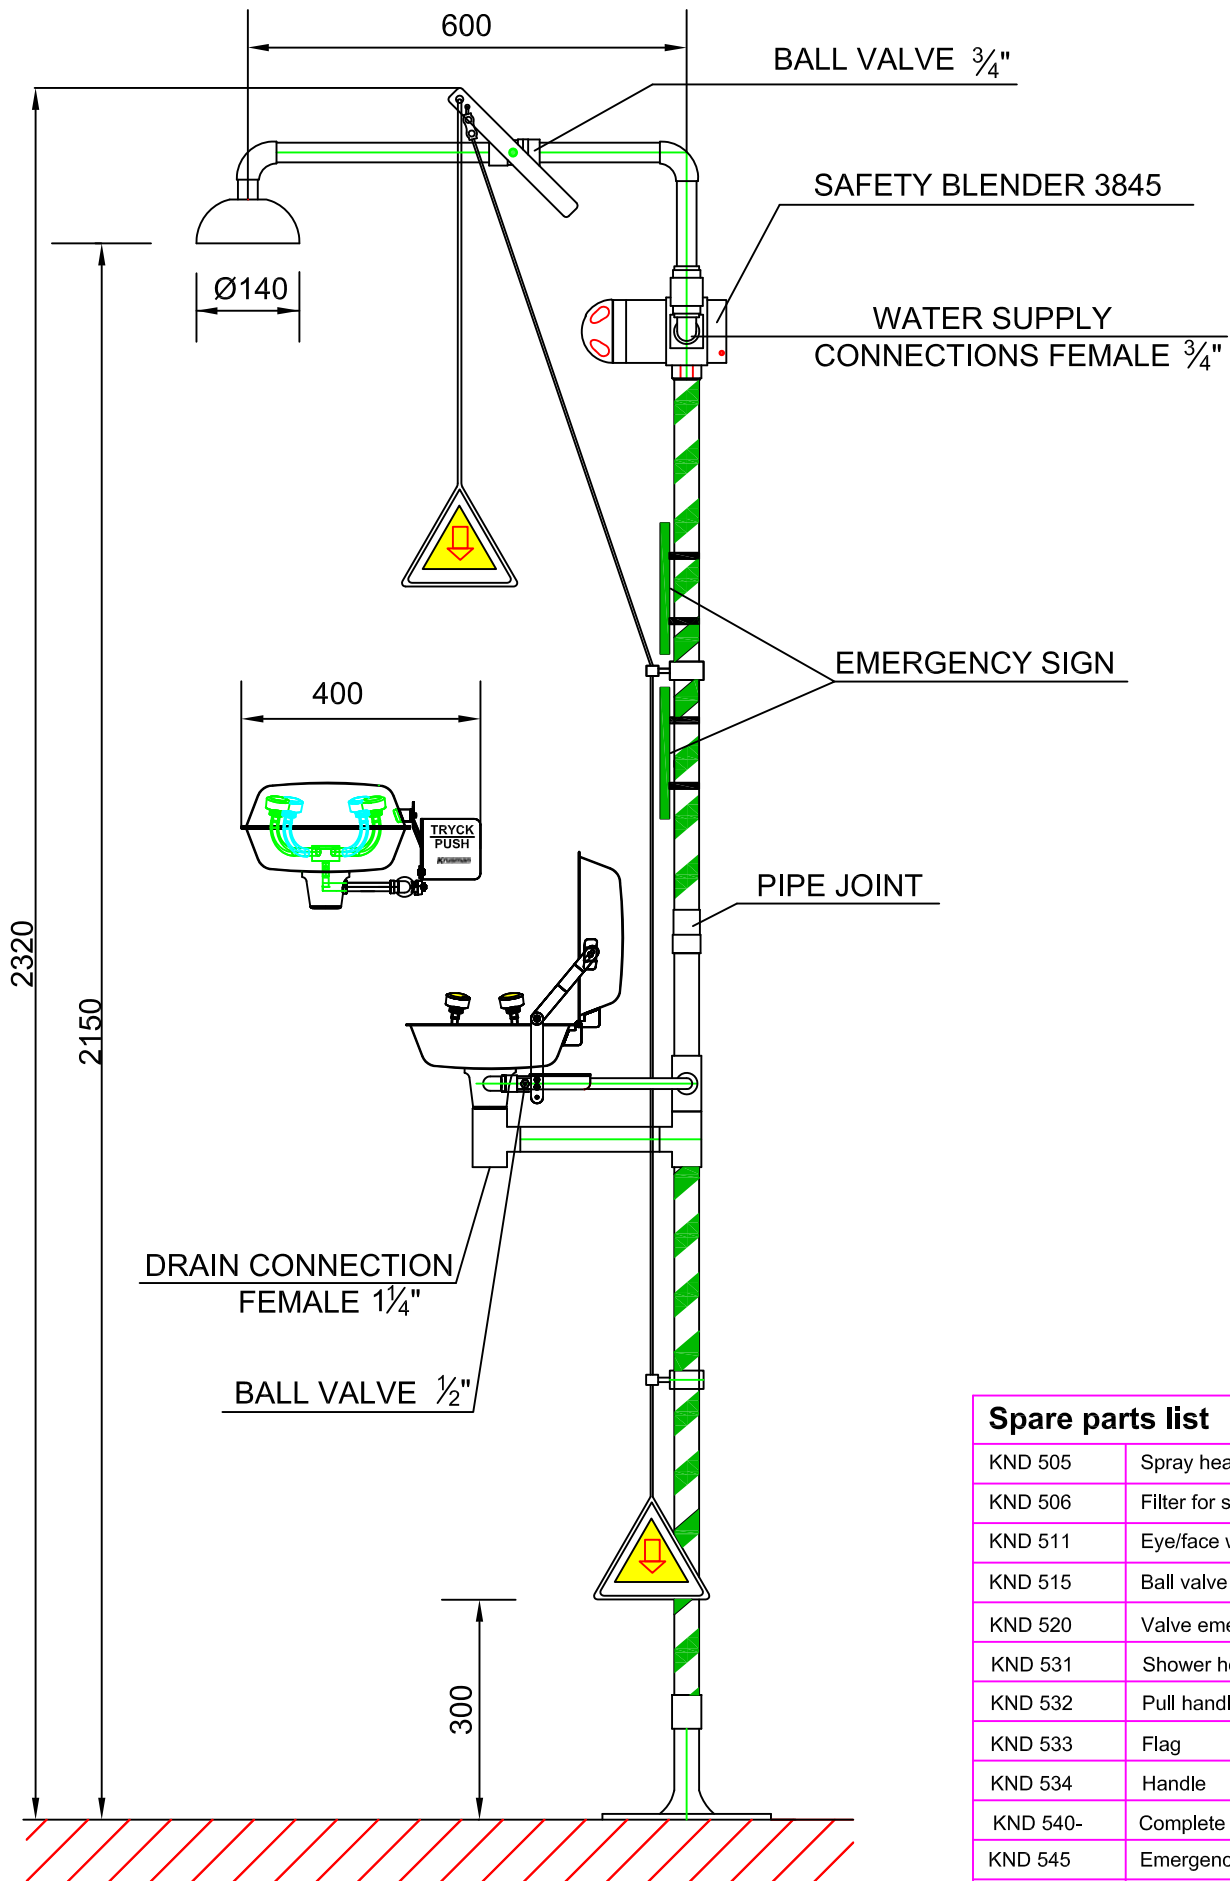 600
BALL VALVE ¾"
SAFETY BLENDER 3845
Ø140
WATER SUPPLY
CONNECTIONS FEMALE ¾"
EMERGENCY SIGN
400
TRYCK
PUSH
Krusman
PIPE JOINT
2320
2150
DRAIN CONNECTION
FEMALE 1¼"
BALL VALVE ½"
300
Spare parts list
KND 505 Spray hea
KND 506 Filter for s
KND 511 Eye/face w
KND 515 Ball valve
KND 520 Valve eme
KND 531 Shower he
KND 532 Pull handl
KND 533 Flag
KND 534 Handle
KND 540- Complete
KND 545 Emergenc